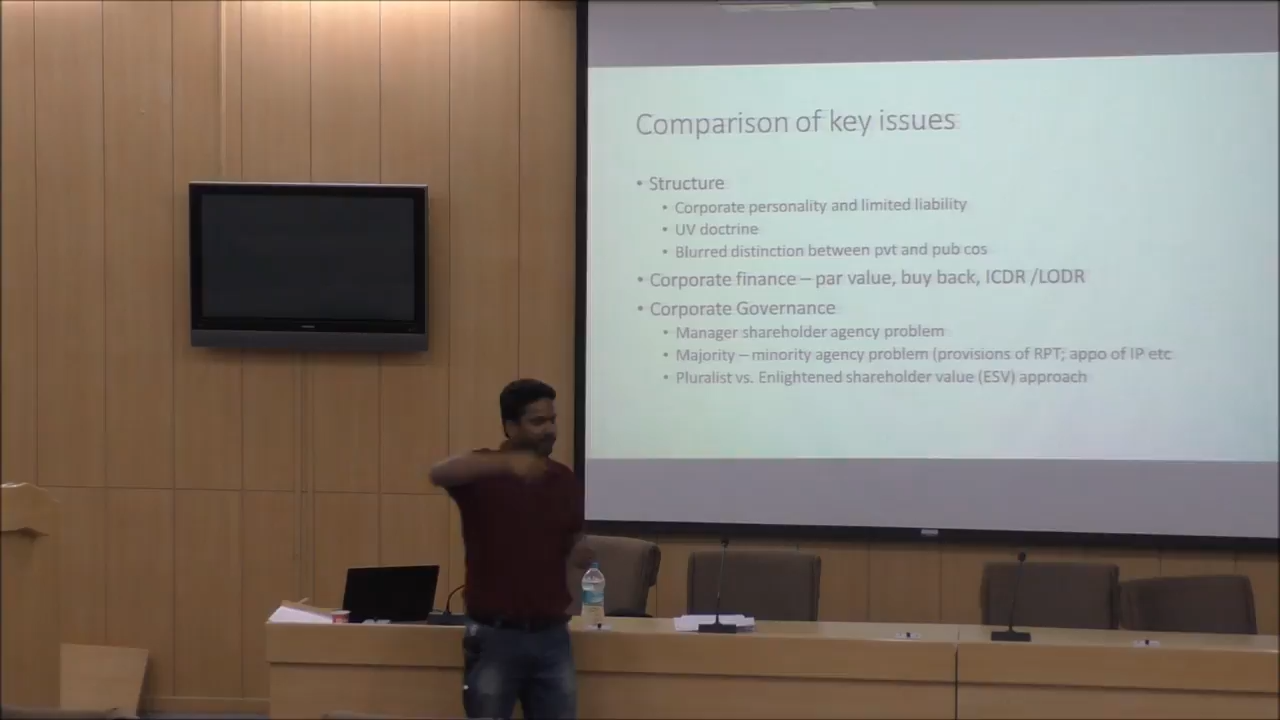 Comparison of key issues
• Structure
• Corporate personality and limited liability
• UV doctrine
• Blurred distinction between pvt and pub cos
• Corporate finance – par value, buy back, ICDR /LODR
• Corporate Governance
• Manager shareholder agency problem
• Majority – minority agency problem (provisions of RPT; appo of IP etc
• Pluralist vs. Enlightened shareholder value (ESV) approach